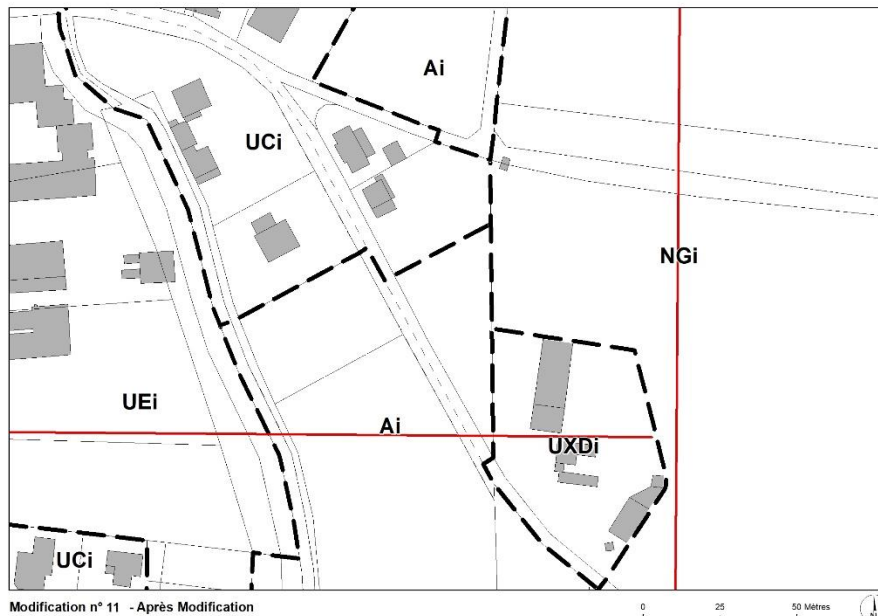 Ai
UCi
NGi
UEi
Ai
UXDi
UCi
Modification n° 11 - Après Modification
0 25 50 Mètres
N